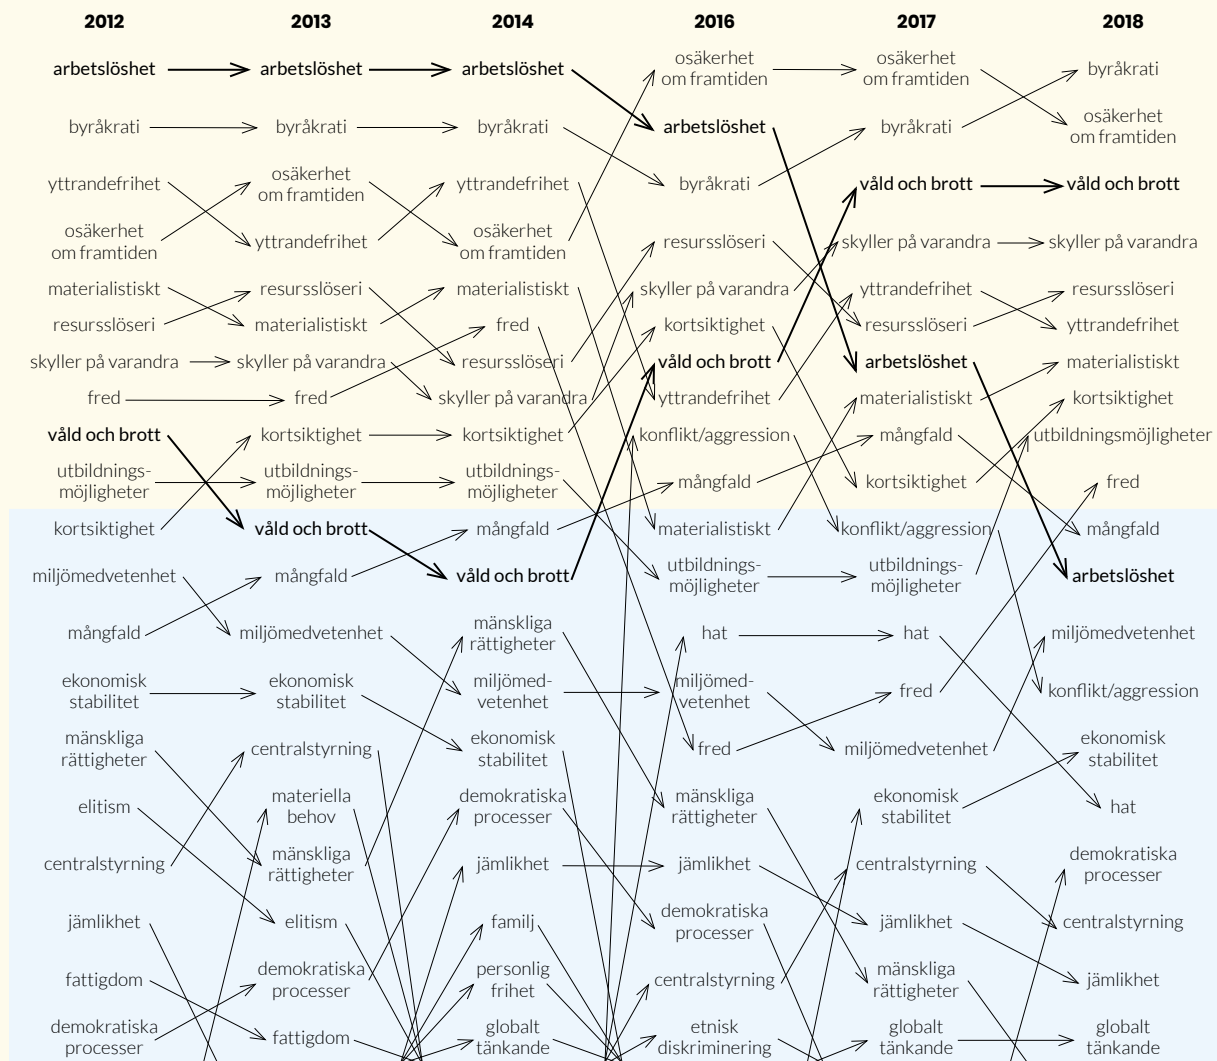 2012 2013 2014 2016 2017 2018
arbetslöshet arbetslöshet arbetslöshet osäkerhet om framtiden osäkerhet om framtiden byråkrati
byråkrati byråkrati byråkrati arbetslöshet byråkrati osäkerhet om framtiden
yttrandefrihet osäkerhet om framtiden yttrandefrihet byråkrati våld och brott våld och brott
osäkerhet om framtiden yttrandefrihet osäkerhet om framtiden resursslöseri skyller på varandra skyller på varandra
materialistiskt resursslöseri materialistiskt skyller på varandra yttrandefrihet resursslöseri
resursslöseri materialistiskt fred kortsiktighet resursslöseri yttrandefrihet
skyller på varandra skyller på varandra resursslöseri våld och brott arbetslöshet materialistiskt
fred fred skyller på varandra yttrandefrihet materialistiskt kortsiktighet
våld och brott kortsiktighet kortsiktighet konflikt/aggression mångfald utbildningsmöjligheter
utbildnings-möjligheter utbildnings-möjligheter utbildnings-möjligheter mångfald kortsiktighet fred
kortsiktighet våld och brott mångfald materialistiskt konflikt/aggression mångfald
miljömedvetenhet mångfald våld och brott utbildnings-möjligheter utbildnings-möjligheter arbetslöshet
mångfald miljömedvetenhet mänskliga rättigheter hat hat miljömedvetenhet
ekonomisk stabilitet ekonomisk stabilitet miljömed-vetenhet miljömed-vetenhet fred konflikt/aggression
mänskliga rättigheter centralstyrning ekonomisk stabilitet fred miljömedvetenhet ekonomisk stabilitet
elitism materiella behov demokratiska processer mänskliga rättigheter ekonomisk stabilitet hat
centralstyrning mänskliga rättigheter jämlikhet jämlikhet centralstyrning demokratiska processer
jämlikhet elitism familj demokratiska processer jämlikhet centralstyrning
fattigdom demokratiska processer personlig frihet centralstyrning mänskliga rättigheter jämlikhet
demokratiska processer fattigdom globalt tänkande etnisk diskriminering globalt tänkande globalt tänkande